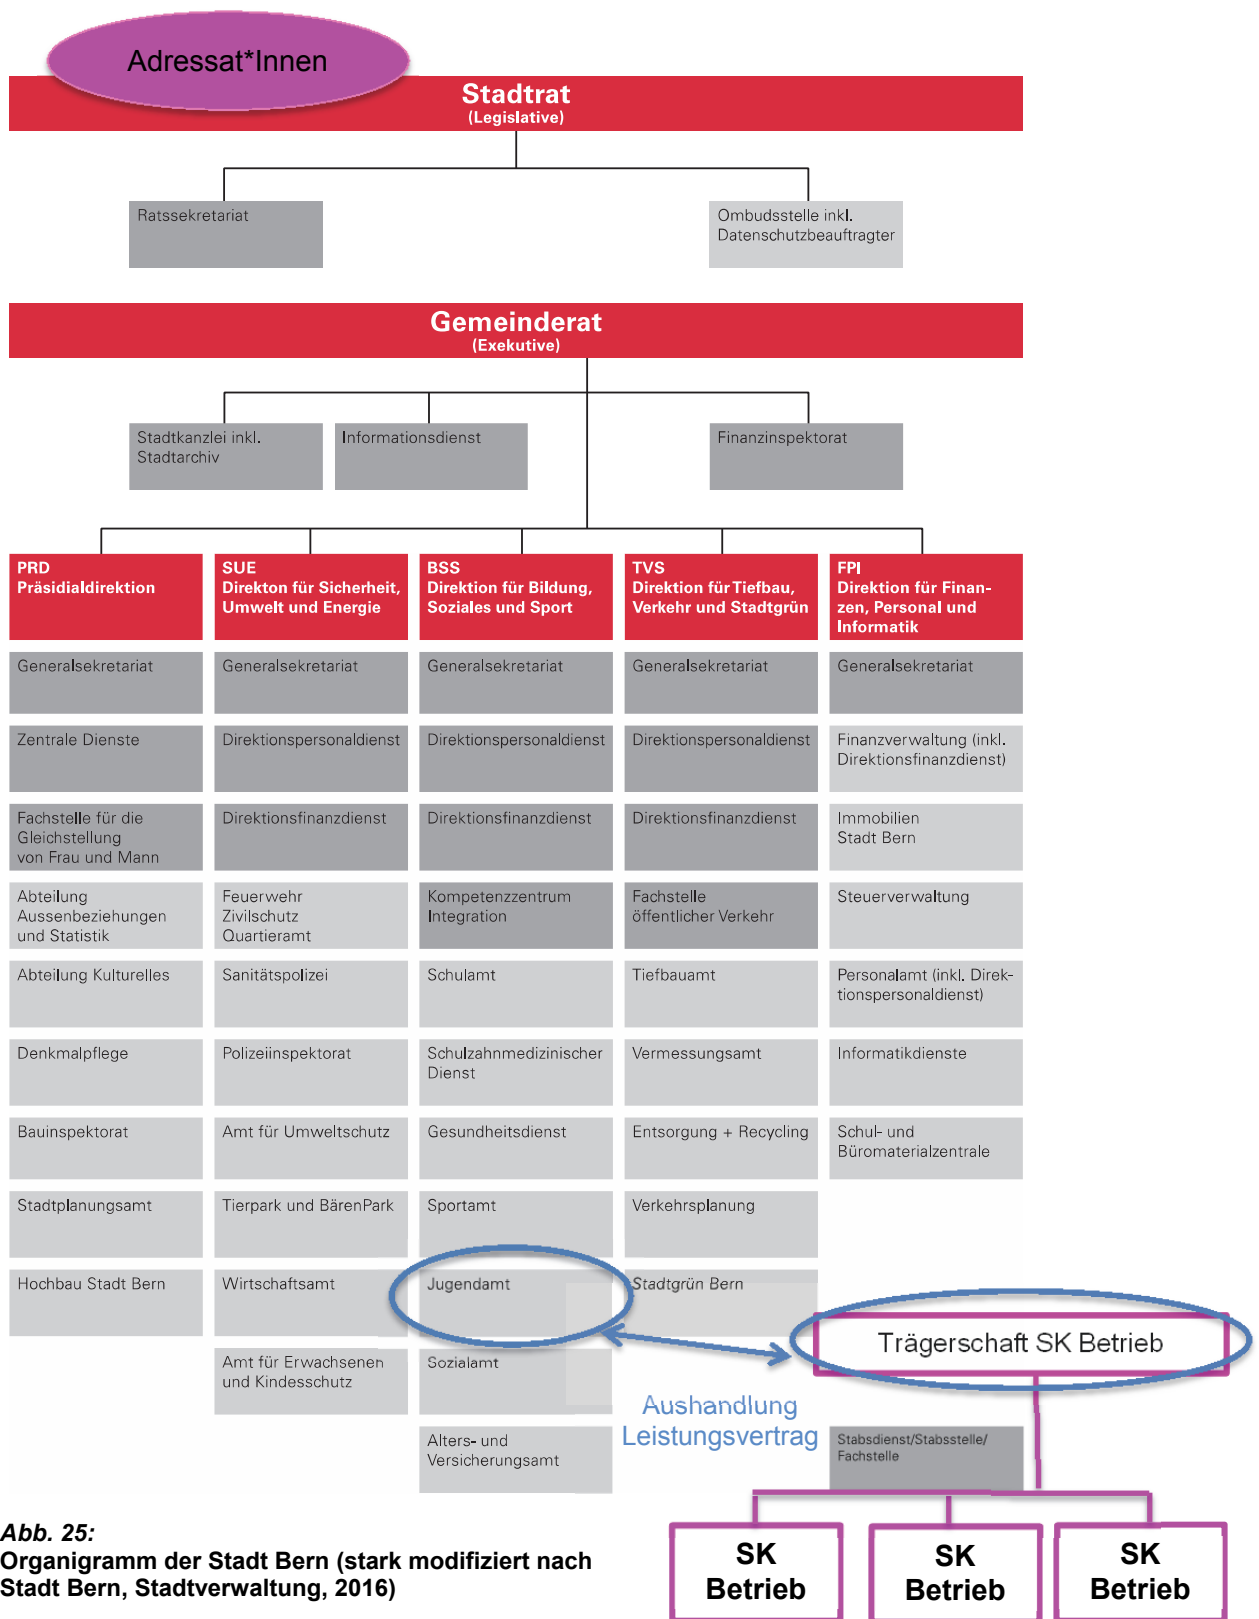 Adressat*Innen
Stadtrat
(Legislative)
Ratssekretariat
Ombudsstelle inkl.
Datenschutzbeauftragter
Gemeinderat
(Exekutive)
Stadtkanzlei inkl.
Stadtarchiv
Informationsdienst
Finanzinspektorat
PRD
Präsidialdirektion
SUE
Direkton für Sicherheit,
Umwelt und Energie
BSS
Direktion für Bildung,
Soziales und Sport
TVS
Direktion für Tiefbau,
Verkehr und Stadtgrün
FPI
Direktion für Finan-
zen, Personal und
Informatik
Generalsekretariat
Generalsekretariat
Generalsekretariat
Generalsekretariat
Generalsekretariat
Zentrale Dienste
Direktionspersonaldienst
Direktionspersonaldienst
Direktionspersonaldienst
Finanzverwaltung (inkl.
Direktionsfinanzdienst)
Fachstelle für die
Gleichstellung
von Frau und Mann
Direktionsfinanzdienst
Direktionsfinanzdienst
Direktionsfinanzdienst
Immobilien
Stadt Bern
Abteilung
Aussenbeziehungen
und Statistik
Feuerwehr
Zivilschutz
Quartieramt
Kompetenzzentrum
Integration
Fachstelle
öffentlicher Verkehr
Steuerverwaltung
Abteilung Kulturelles
Sanitätspolizei
Schulamt
Tiefbauamt
Personalamt (inkl. Direk-
tionspersonaldienst)
Denkmalpflege
Polizeiinspektorat
Schulzahnmedizinischer
Dienst
Vermessungsamt
Informatikdienste
Bauinspektorat
Amt für Umweltschutz
Gesundheitsdienst
Entsorgung + Recycling
Schul- und
Büromaterialzentrale
Stadtplanungsamt
Tierpark und BärenPark
Sportamt
Verkehrsplanung
Hochbau Stadt Bern
Wirtschaftsamt
Jugendamt
Stadtgrün Bern
Trägerschaft SK Betrieb
Amt für Erwachsenen
und Kindesschutz
Sozialamt
Aushandlung
Leistungsvertrag
Alters- und
Versicherungsamt
Stabsdienst/Stabsstelle/
Fachstelle
SK
Betrieb
SK
Betrieb
SK
Betrieb
Abb. 25:
Organigramm der Stadt Bern (stark modifiziert nach
Stadt Bern, Stadtverwaltung, 2016)